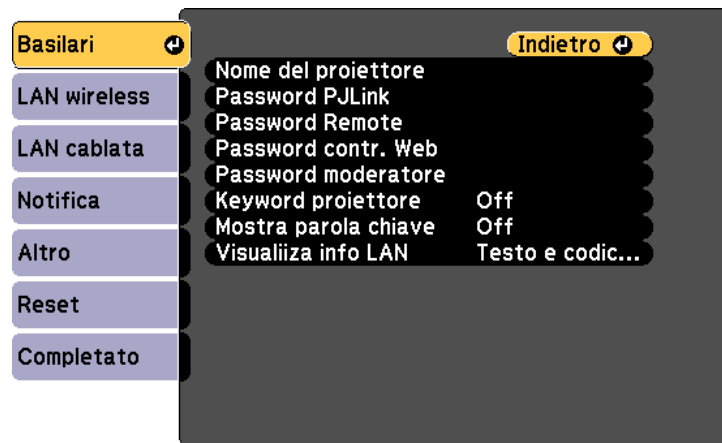 Basilari
Indietro
Nome del proiettore
LAN wireless
Password PJLink
Password Remote
LAN cablata
Password contr. Web
Password moderatore
Notifica
Keyword proiettore Off
Mostra parola chiave Off
Altro
Visualiiza info LAN Testo e codic...
Reset
Completato